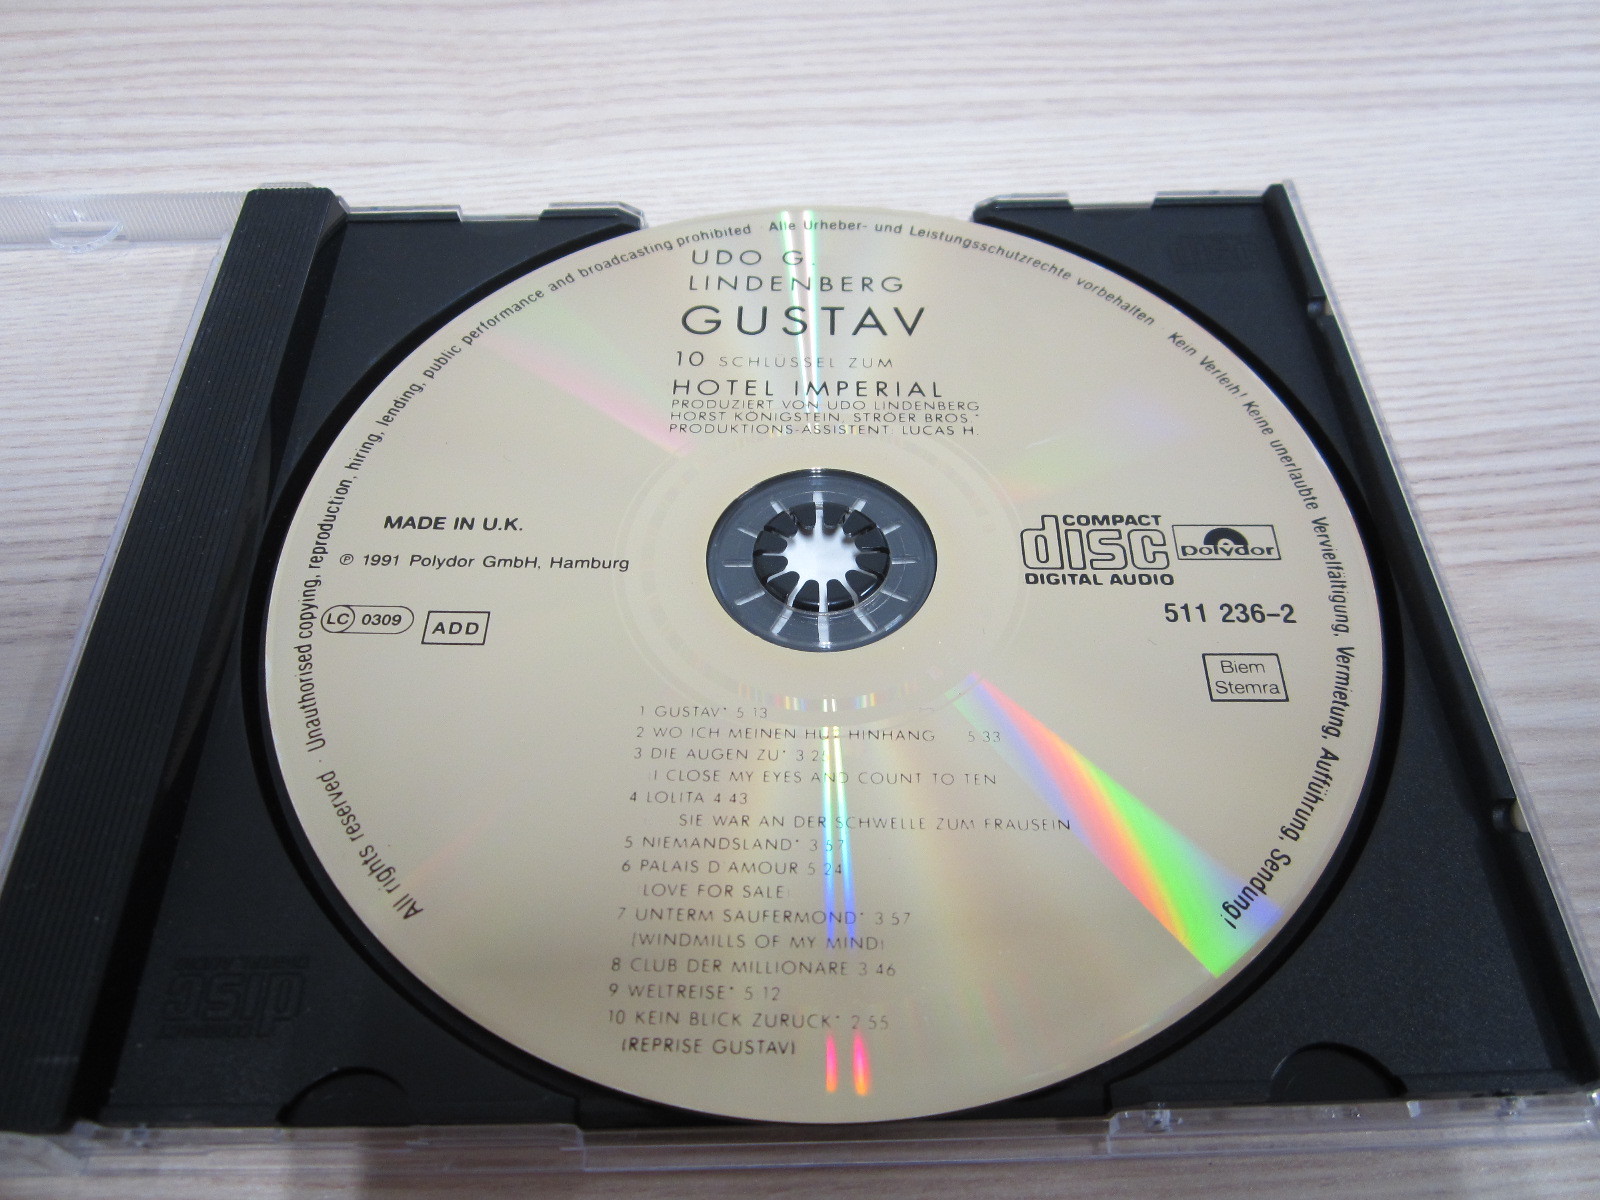 All rights reserved · Unauthorised copying, reproduction, hiring, lending, public performance and broadcasting prohibited · Alle Urheber- und Leistungsschutzrechte vorbehalten · Kein Verleih! Keine unerlaubte Vervielfältigung, Vermietung, Aufführung, Sendung!
UDO G.
LINDENBERG
GUSTAV
10 SCHLÜSSEL ZUM
HOTEL IMPERIAL
PRODUZIERT VON UDO LINDENBERG
HORST KÖNIGSTEIN, STRÖER BROS*
PRODUKTIONS-ASSISTENT LUCAS H.
MADE IN U.K.
℗ 1991 Polydor GmbH, Hamburg
LC 0309
ADD
COMPACT
disc
DIGITAL AUDIO
polydor
511 236-2
Biem
Stemra
1 GUSTAV* 5 13
2 WO ICH MEINEN HUT HINHANG 5:33
3 DIE AUGEN ZU* 3
(I CLOSE MY EYES AND COUNT TO TEN
4 LOLITA 4 43
SIE WAR AN DER SCHWELLE ZUM FRAUSEIN
5 NIEMANDSLAND* 3 57
6 PALAIS D AMOUR 5 24
(LOVE FOR SALE)
7 UNTERM SAUFERMOND* 3 57
(WINDMILLS OF MY MIND)
8 CLUB DER MILLIONARE 3 46
9 WELTREISE* 5 12
10 KEIN BLICK ZURUCK* 2 55
(REPRISE GUSTAV)
disc